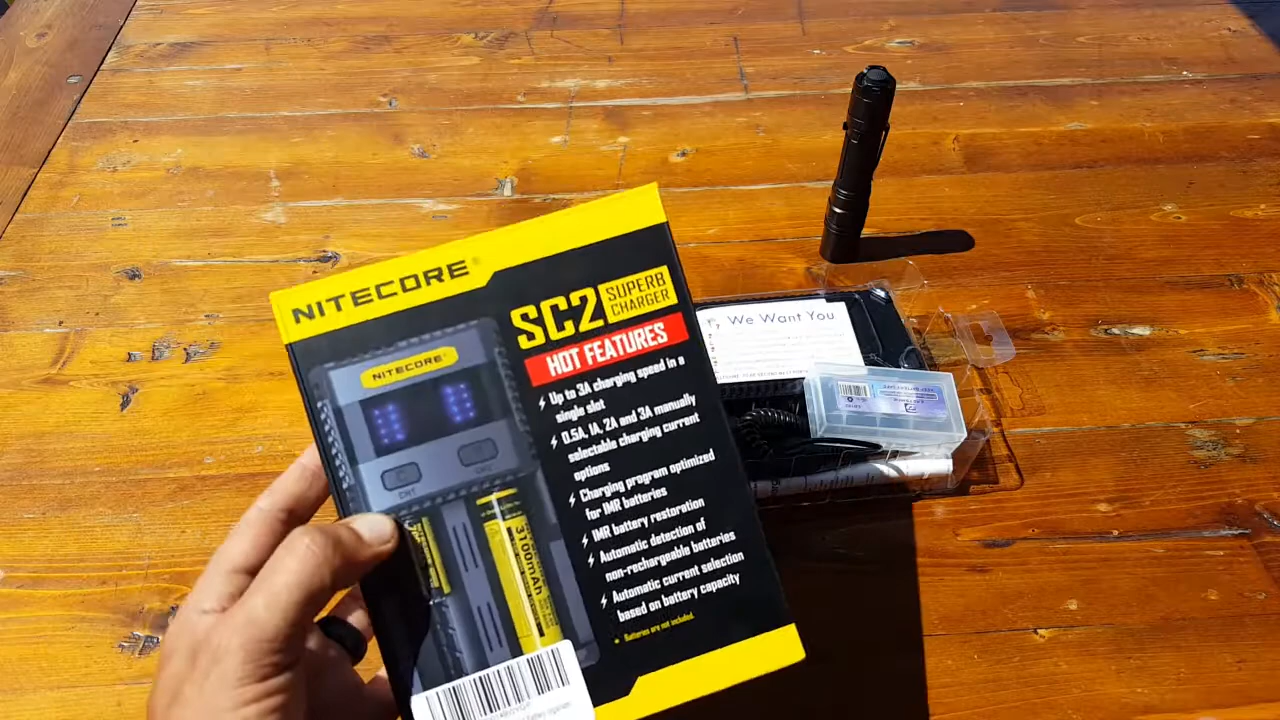 NITECORE®
SC2
SUPERB
CHARGER
HOT FEATURES
Up to 3A charging speed in a
single slot
0.5A, 1A, 2A and 3A manually
selectable charging current
options
Charging program optimized
for IMR batteries
IMR battery restoration
Automatic detection of
non-rechargeable batteries
Automatic current selection
based on battery capacity
Batteries are not included.
NITECORE®
CH1
CH2
3100mAh
We Want You